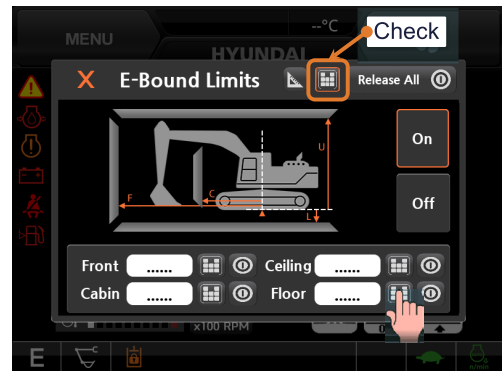 --°C
Check
MENU
HYUNDAI
X E-Bound Limits Release All
On
U
C
F
L
Off
Front ...... Ceiling ......
Cabin ...... Floor ......
x100 RPM
E